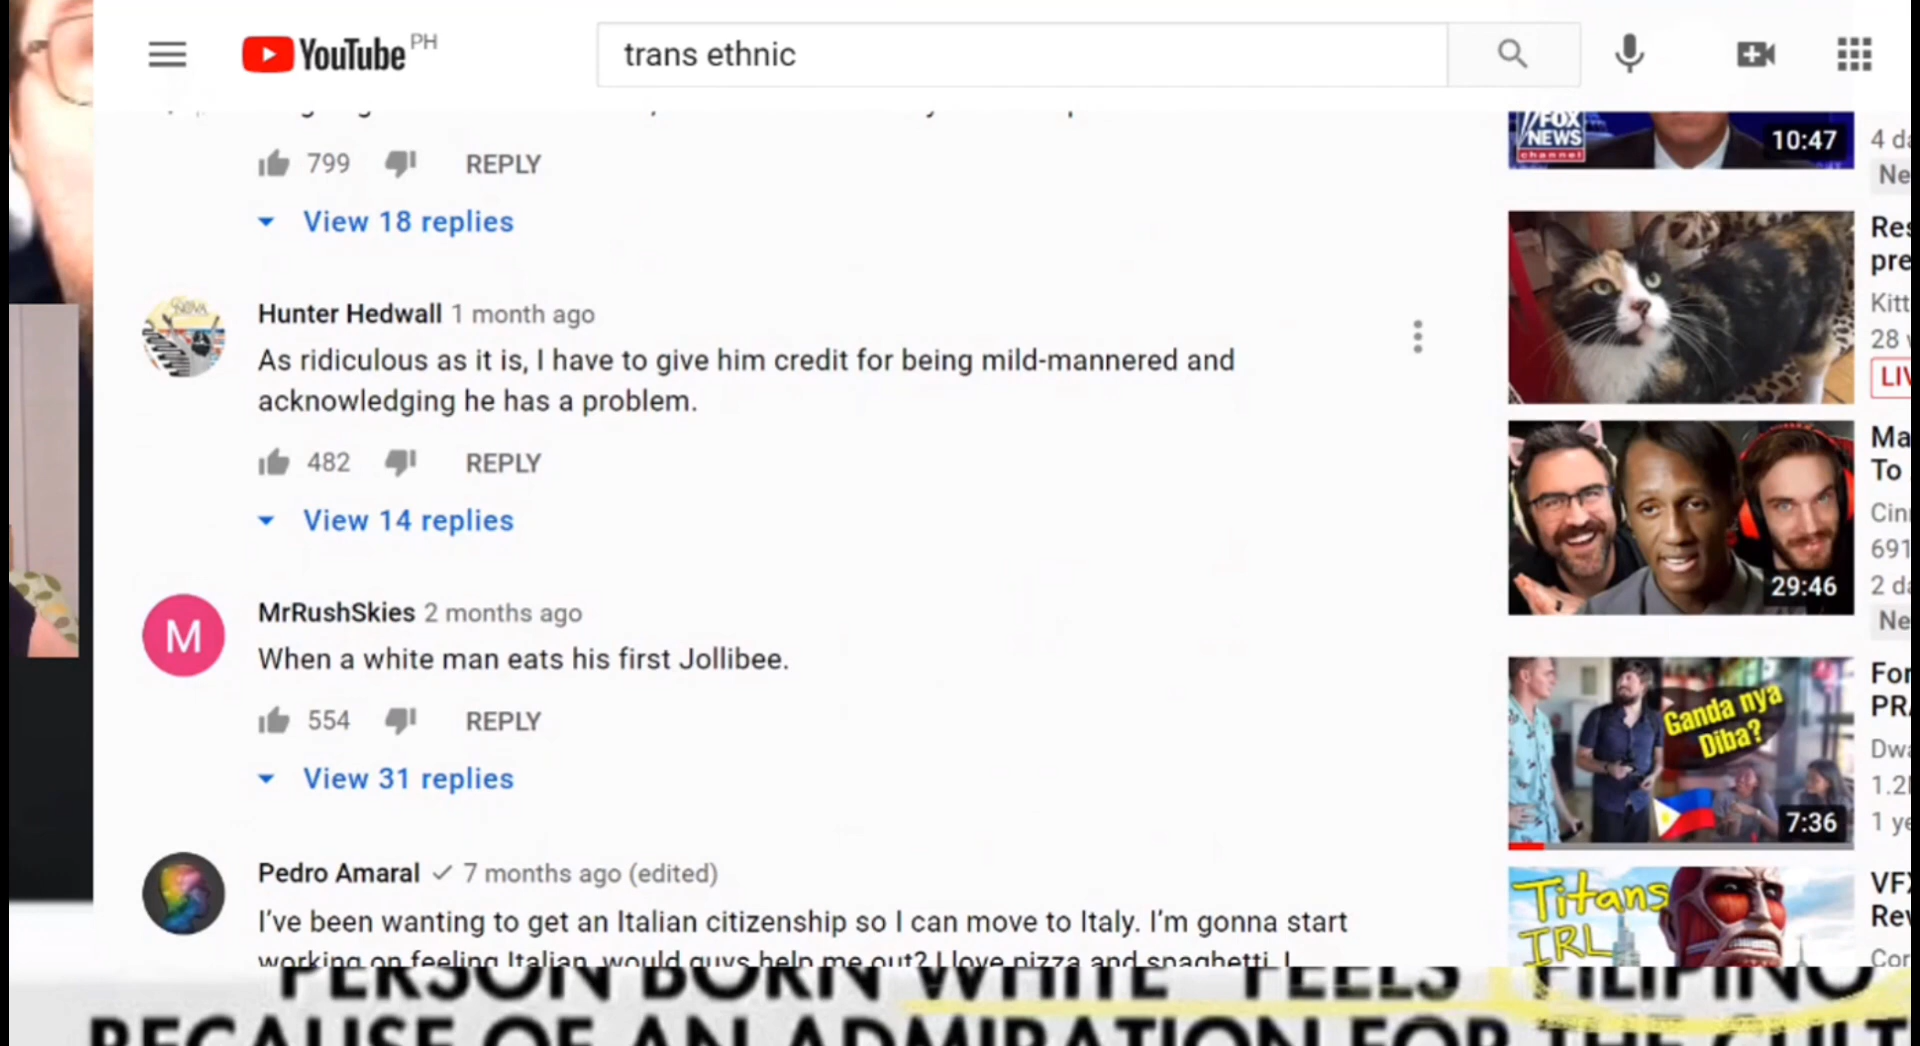 YouTube PH
trans ethnic
799 REPLY
View 18 replies
Hunter Hedwall 1 month ago
As ridiculous as it is, I have to give him credit for being mild-mannered and
acknowledging he has a problem.
482 REPLY
View 14 replies
MrRushSkies 2 months ago
When a white man eats his first Jollibee.
554 REPLY
View 31 replies
M
Pedro Amaral 7 months ago (edited)
I've been wanting to get an Italian citizenship so I can move to Italy. I'm gonna start
working on feeling Italian, would guys help me out? I love pizza and spaghetti. I
FOX
NEWS
channel
10:47
4 da
Ne
Res
pre
Kitt
28
LIV
Ma
To
Cin
691
2 da
29:46
Ne
Ganda nya
Diba?
7:36
For
PR
Dwa
1.2
1 ye
Titans
IRL
VFX
Rev
Cor
PERSON BORN WHITE "FEELS" FILIPINO
BECAUSE OF AN ADMIRATION FOR THE CULT